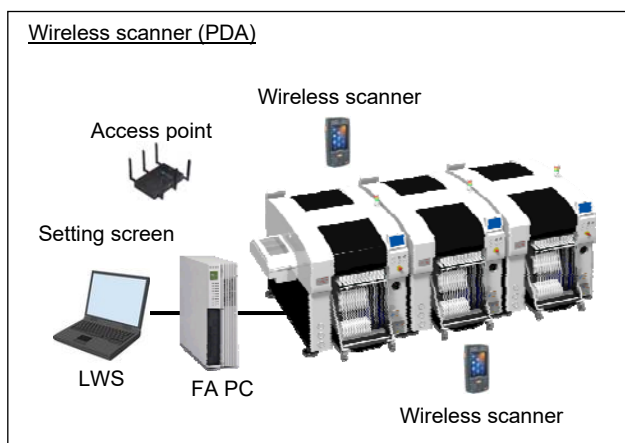 Wireless scanner (PDA)
Wireless scanner
Access point
Setting screen
LWS
FA PC
Wireless scanner